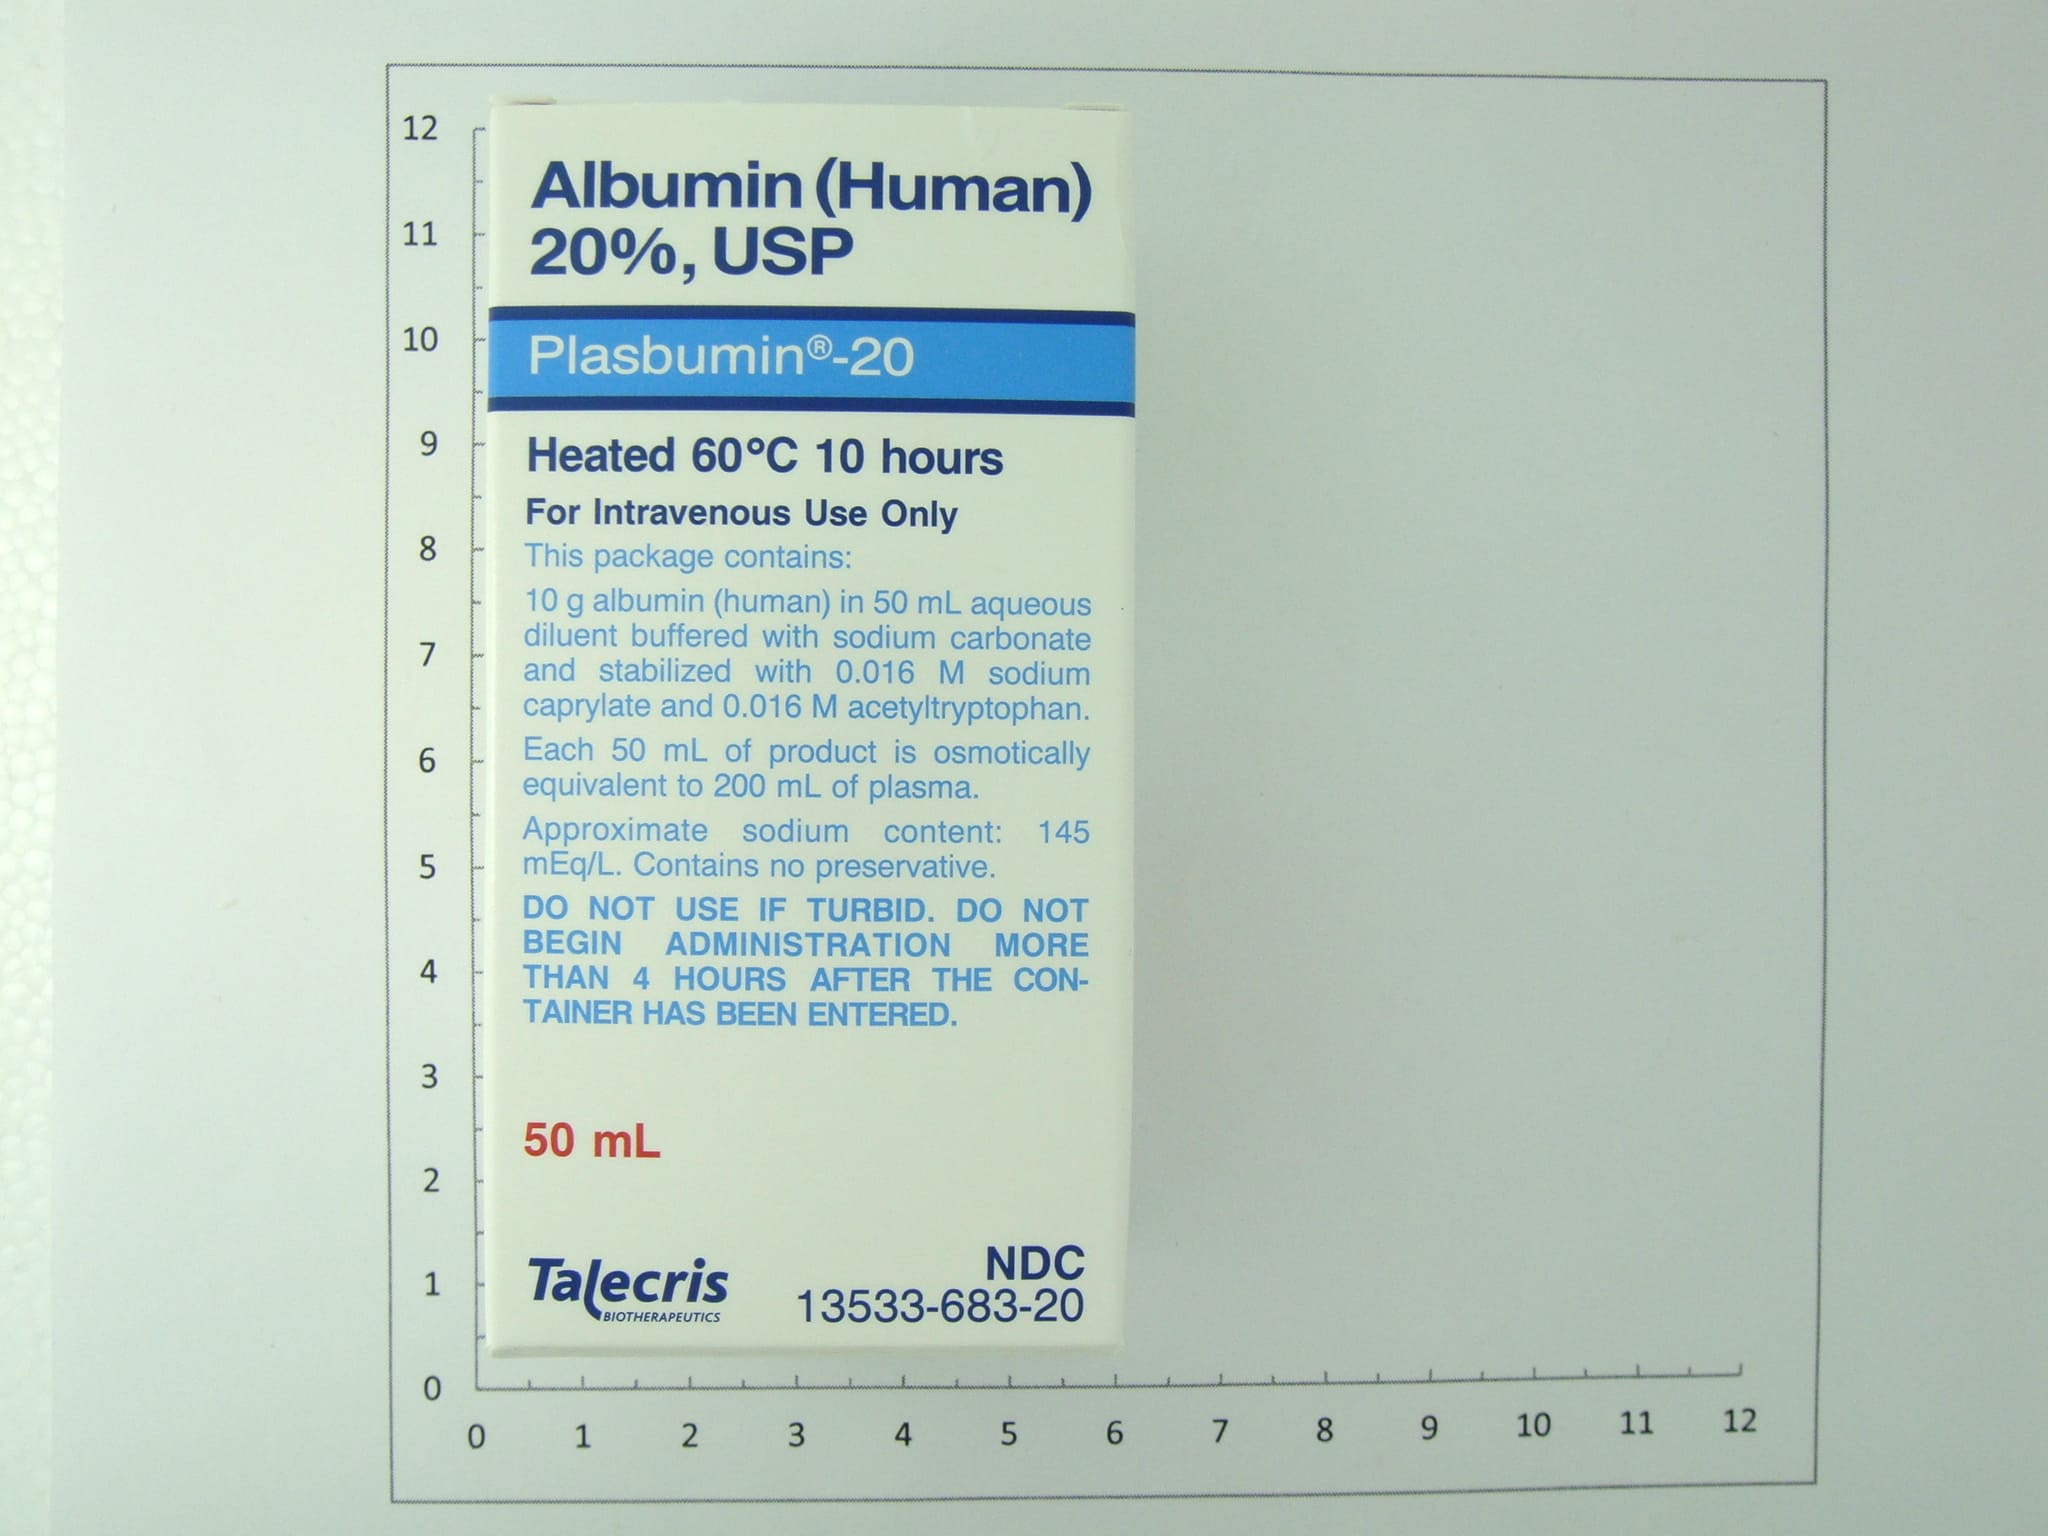 Albumin (Human)
20%, USP
Plasbumin®-20
Heated 60°C 10 hours
For Intravenous Use Only
This package contains:
10 g albumin (human) in 50 mL aqueous
diluent buffered with sodium carbonate
and stabilized with 0.016 M sodium
caprylate and 0.016 M acetyltryptophan.
Each 50 mL of product is osmotically
equivalent to 200 mL of plasma.
Approximate sodium content: 145
mEq/L. Contains no preservative.
DO NOT USE IF TURBID. DO NOT
BEGIN ADMINISTRATION MORE
THAN 4 HOURS AFTER THE CON-
TAINER HAS BEEN ENTERED.
50 mL
Talecris
BIOTHERAPEUTICS
NDC
13533-683-20
12
11
10
9
8
7
6
5
4
3
2
1
0
0 1 2 3 4 5 6 7 8 9 10 11 12